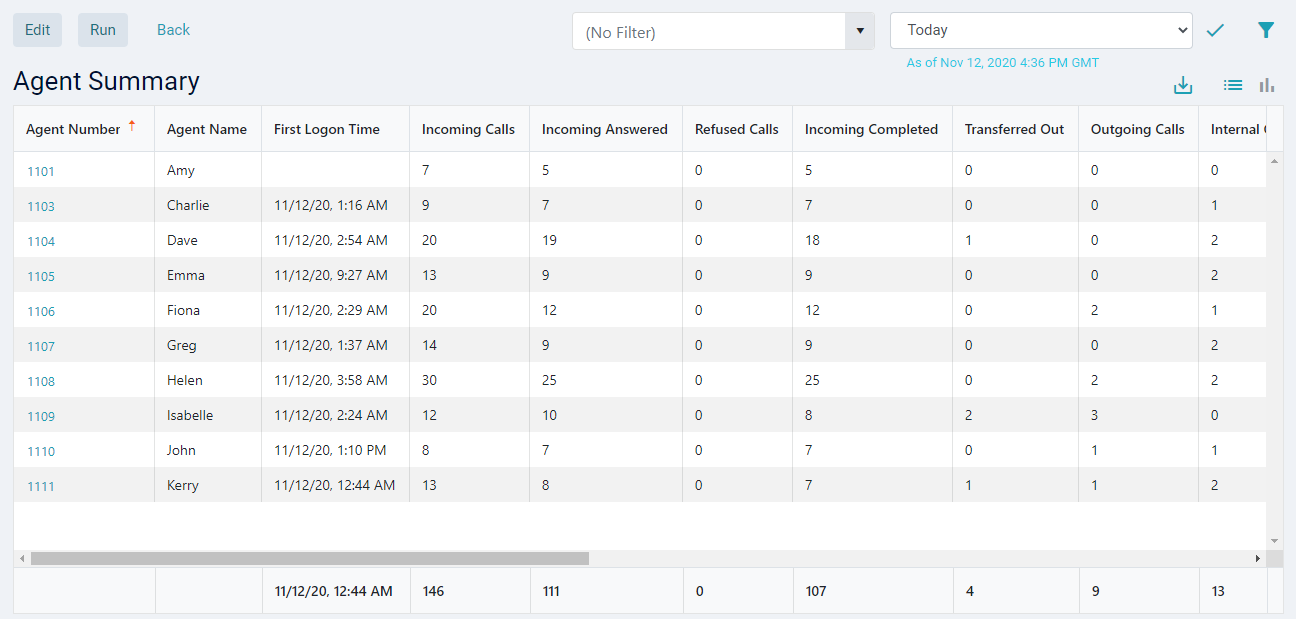 Edit Run Back (No Filter) Today
As of Nov 12, 2020 4:36 PM GMT
Agent Summary
Agent Number Agent Name First Logon Time Incoming Calls Incoming Answered Refused Calls Incoming Completed Transferred Out Outgoing Calls Internal
1101 Amy 7 5 0 5 0 0 0
1103 Charlie 11/12/20, 1:16 AM 9 7 0 7 0 0 1
1104 Dave 11/12/20, 2:54 AM 20 19 0 18 1 0 2
1105 Emma 11/12/20, 9:27 AM 13 9 0 9 0 0 2
1106 Fiona 11/12/20, 2:29 AM 20 12 0 12 0 2 1
1107 Greg 11/12/20, 1:37 AM 14 9 0 9 0 0 2
1108 Helen 11/12/20, 3:58 AM 30 25 0 25 0 2 2
1109 Isabelle 11/12/20, 2:24 AM 12 10 0 8 2 3 0
1110 John 11/12/20, 1:10 PM 8 7 0 7 0 1 1
1111 Kerry 11/12/20, 12:44 AM 13 8 0 7 1 1 2
11/12/20, 12:44 AM 146 111 0 107 4 9 13